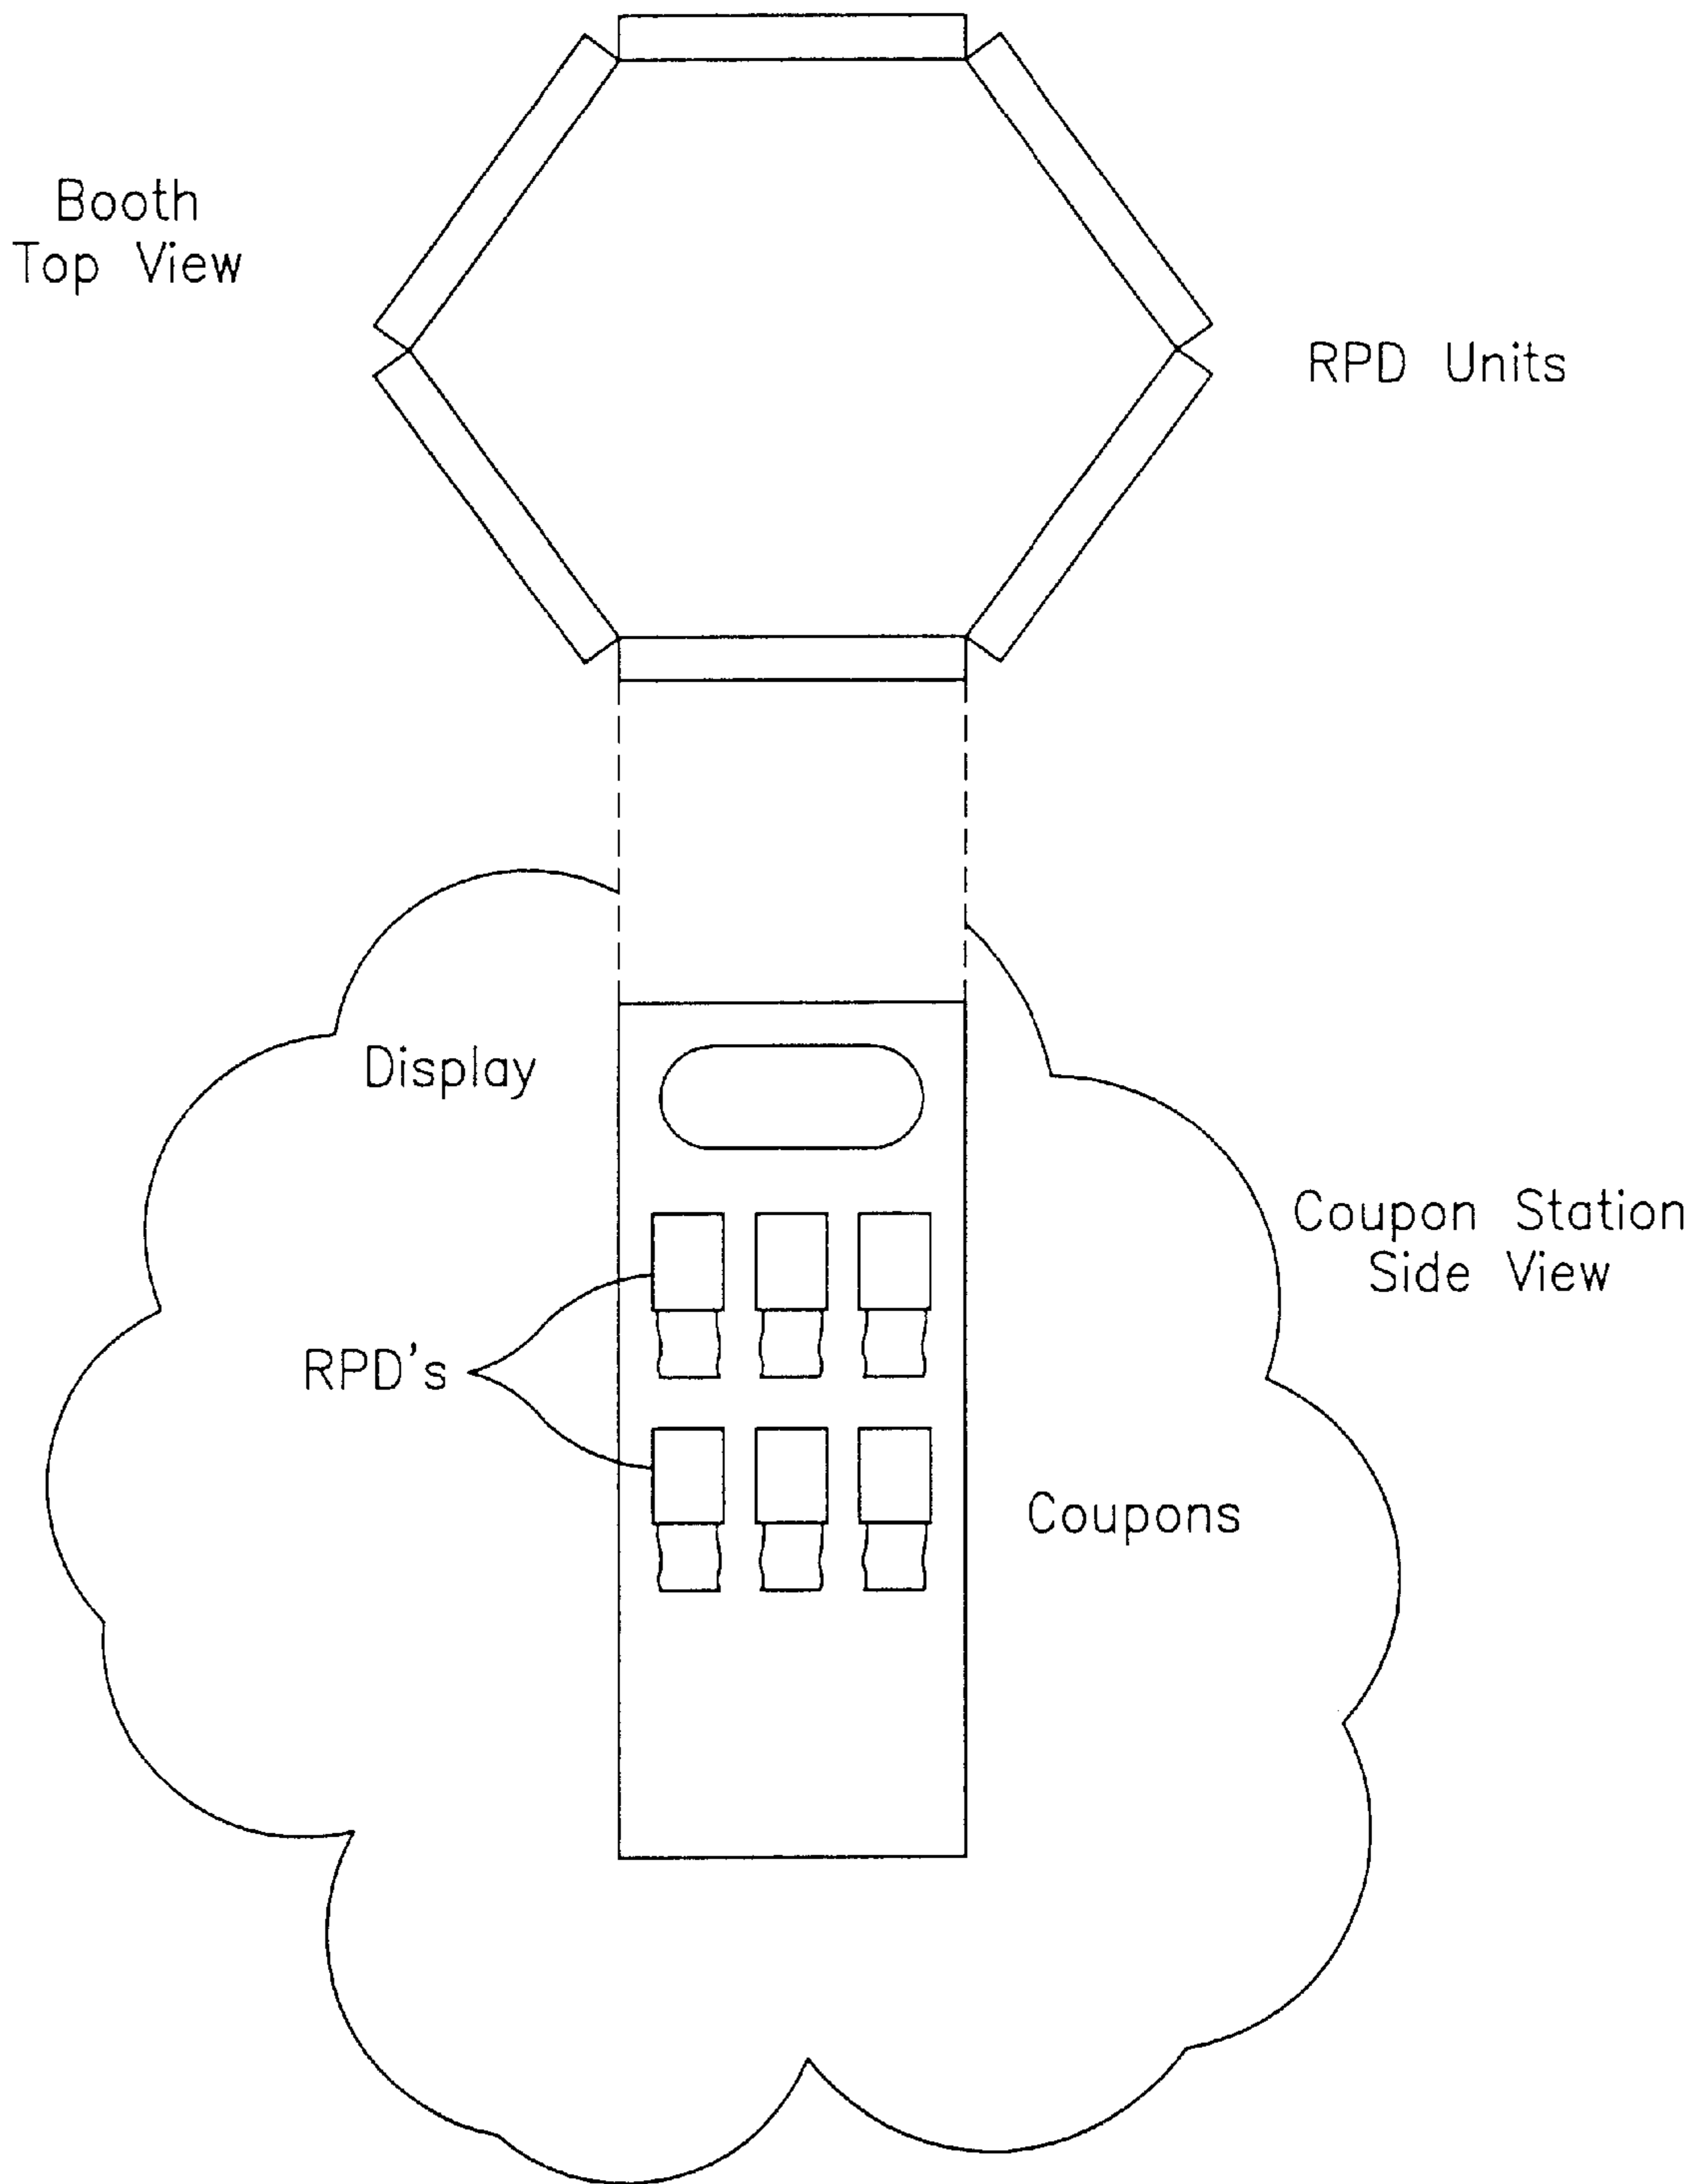 Booth
Top View
RPD Units
Display
Coupon Station
Side View
RPD's
Coupons